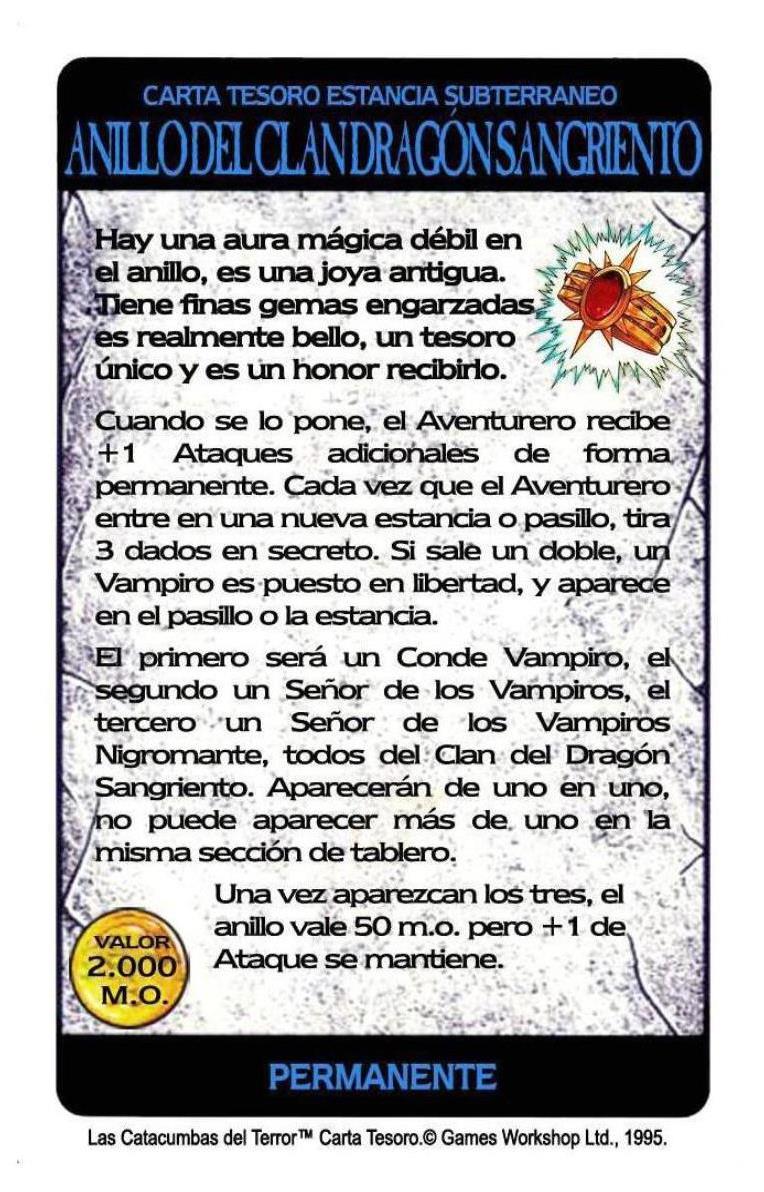 CARTA TESORO ESTANCIA SUBTERRANEO
ANILLO DEL CLAN DRAGÓN SANGRIENTO
Hay una aura mágica débil en
el anillo, es una joya antigua.
Tiene finas gemas engarzadas
es realmente bello, un tesoro
único y es un honor recibirlo.
Cuando se lo pone, el Aventurero recibe
+1 Ataques adicionales de forma
permanente. Cada vez que el Aventurero
entre en una nueva estancia o pasillo, tira
3 dados en secreto. Si sale un doble, un
Vampiro es puesto en libertad, y aparece
en el pasillo o la estancia.
El primero será un Conde Vampiro, el
segundo un Señor de los Vampiros, el
tercero un Señor de los Vampiros
Nigromante, todos del Clan del Dragón
Sangriento. Aparecerán de uno en uno,
no puede aparecer más de uno en la
misma sección de tablero.
Una vez aparezcan los tres, el
anillo vale 50 m.o. pero +1 de
Ataque se mantiene.
VALOR
2.000
M.O.
PERMANENTE
Las Catacumbas del Terror™ Carta Tesoro.© Games Workshop Ltd., 1995.